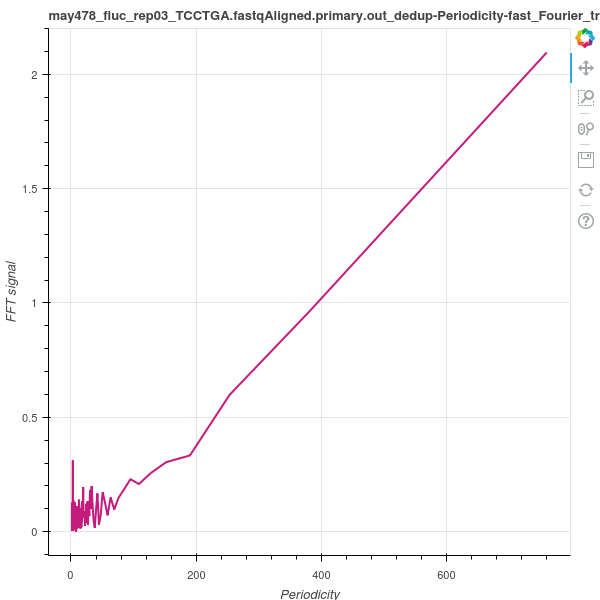 may478_fluc_rep03_TCCTGA.fastqAligned.primary.out_dedup-Periodicity-fast_Fourier_tr
2
1.5
1
0.5
0
FFT signal
0 200 400 600
Periodicity